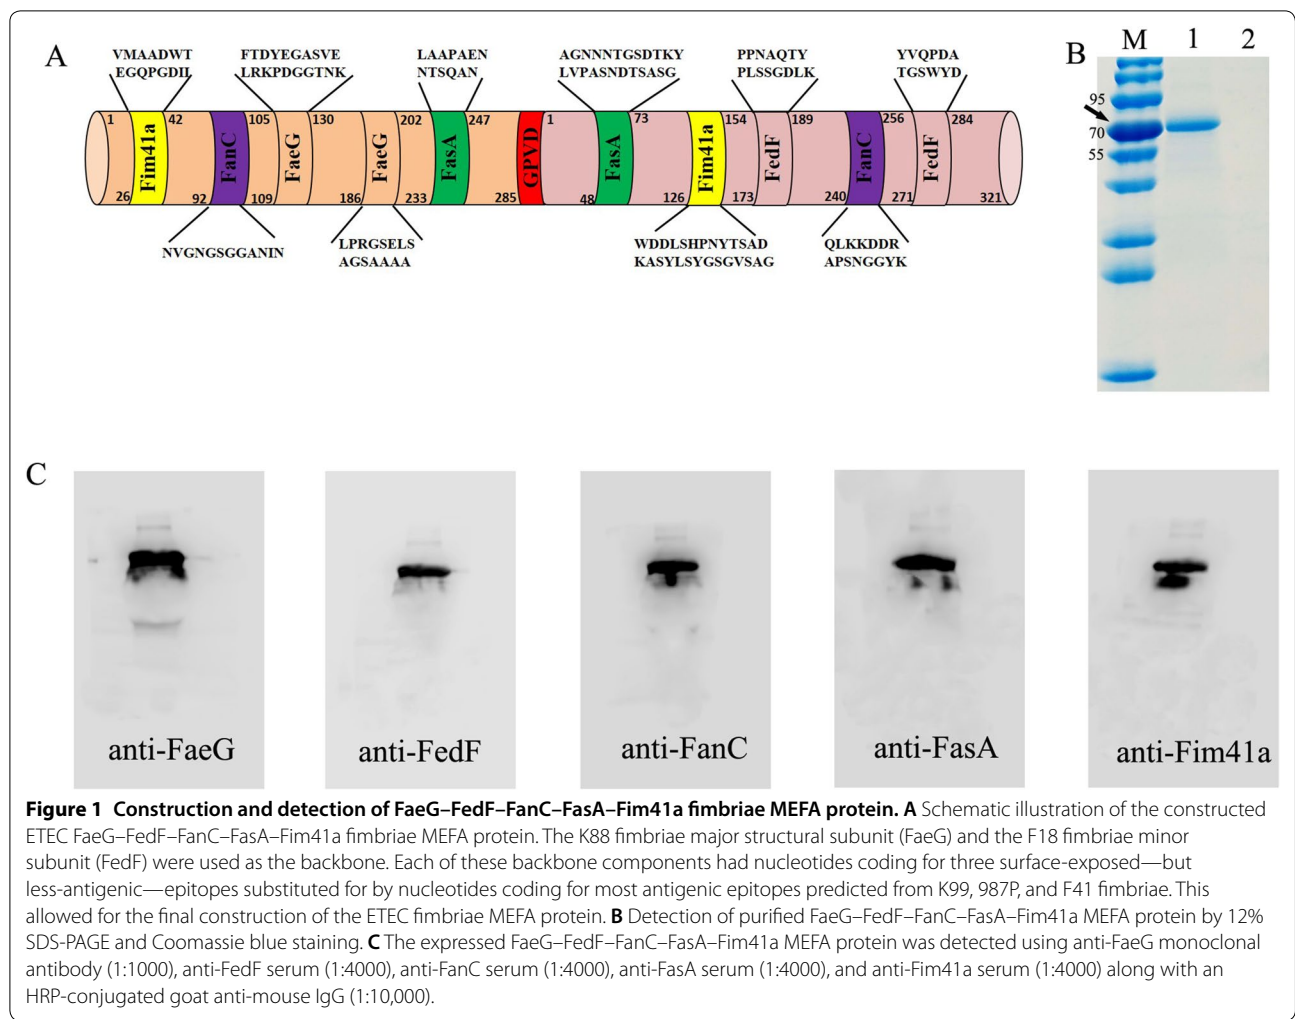 A
VMAADWT
EGQPGDIL
FTDYEGASVE
LRKPDGGTNK
LAAPAEN
NTSQAN
AGNNNTGSDTKY
LVPASNDTSASG
PPNAQTY
PLSSGDLK
YVQPDA
TGSWYD
1 42 105 130 202 247 1 73 154 189 256 284
Fim41a FanC FaeG FaeG FasA GPVD FasA Fim41a FedF FanC FedF
26 92 109 186 233 285 48 126 173 240 271 321
NVGNGSGGANIN
LPRGSELS
AGSAAAA
WDDLSHPNYTSAD
KASYLSYGSGVSAG
QLKKDDR
APSNGGYK
B
M 1 2
95
70
55
C
anti-FaeG
anti-FedF
anti-FanC
anti-FasA
anti-Fim41a
Figure 1 Construction and detection of FaeG–FedF–FanC–FasA–Fim41a fimbriae MEFA protein. A Schematic illustration of the constructed
ETEC FaeG–FedF–FanC–FasA–Fim41a fimbriae MEFA protein. The K88 fimbriae major structural subunit (FaeG) and the F18 fimbriae minor
subunit (FedF) were used as the backbone. Each of these backbone components had nucleotides coding for three surface-exposed—but
less-antigenic—epitopes substituted for by nucleotides coding for most antigenic epitopes predicted from K99, 987P, and F41 fimbriae. This
allowed for the final construction of the ETEC fimbriae MEFA protein. B Detection of purified FaeG–FedF–FanC–FasA–Fim41a MEFA protein by 12%
SDS-PAGE and Coomassie blue staining. C The expressed FaeG–FedF–FanC–FasA–Fim41a MEFA protein was detected using anti-FaeG monoclonal
antibody (1:1000), anti-FedF serum (1:4000), anti-FanC serum (1:4000), anti-FasA serum (1:4000), and anti-Fim41a serum (1:4000) along with an
HRP-conjugated goat anti-mouse IgG (1:10,000).